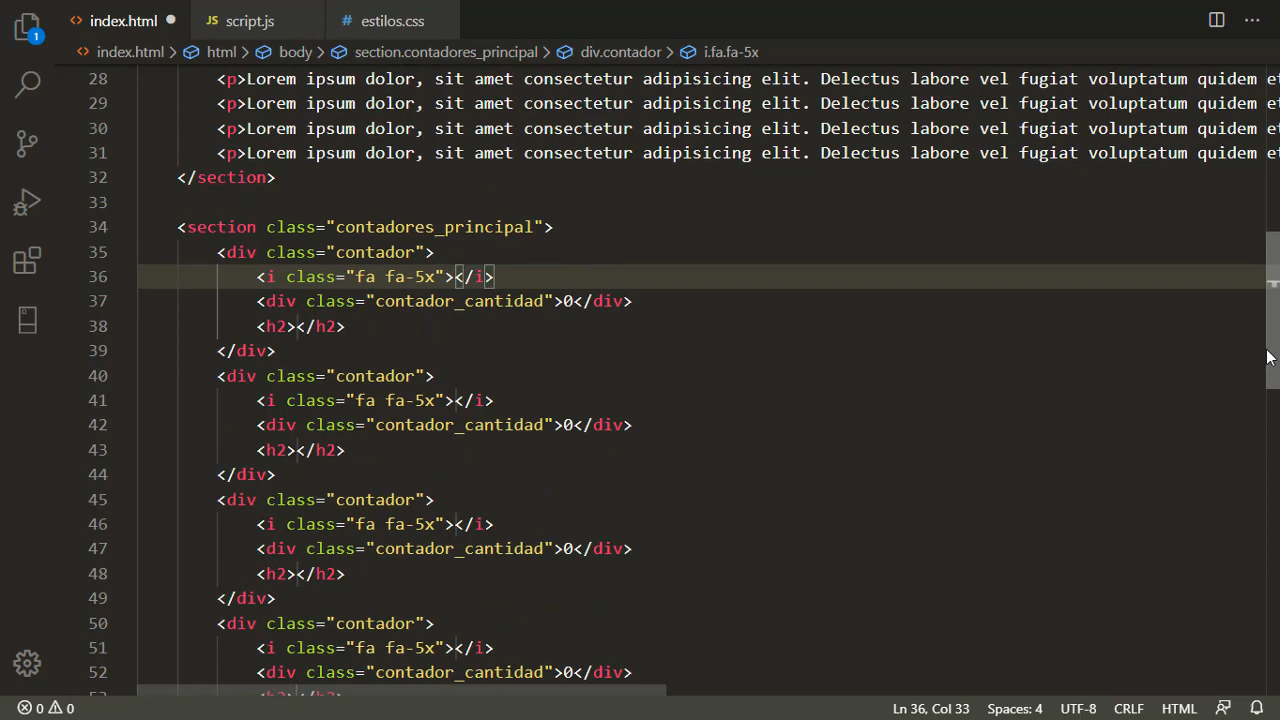 index.html
script.js
estilos.css
index.html > html > body > section.contadores_principal > div.contador > i.fa.fa-5x
28 <p>Lorem ipsum dolor, sit amet consectetur adipisicing elit. Delectus labore vel fugiat voluptatum quidem et
29 <p>Lorem ipsum dolor, sit amet consectetur adipisicing elit. Delectus labore vel fugiat voluptatum quidem et
30 <p>Lorem ipsum dolor, sit amet consectetur adipisicing elit. Delectus labore vel fugiat voluptatum quidem et
31 <p>Lorem ipsum dolor, sit amet consectetur adipisicing elit. Delectus labore vel fugiat voluptatum quidem et
32 </section>
33
34 <section class="contadores_principal">
35 <div class="contador">
36 <i class="fa fa-5x"></i>
37 <div class="contador_cantidad">0</div>
38 <h2></h2>
39 </div>
40 <div class="contador">
41 <i class="fa fa-5x"></i>
42 <div class="contador_cantidad">0</div>
43 <h2></h2>
44 </div>
45 <div class="contador">
46 <i class="fa fa-5x"></i>
47 <div class="contador_cantidad">0</div>
48 <h2></h2>
49 </div>
50 <div class="contador">
51 <i class="fa fa-5x"></i>
52 <div class="contador_cantidad">0</div>
0 0 Ln 36, Col 33 Spaces: 4 UTF-8 CRLF HTML